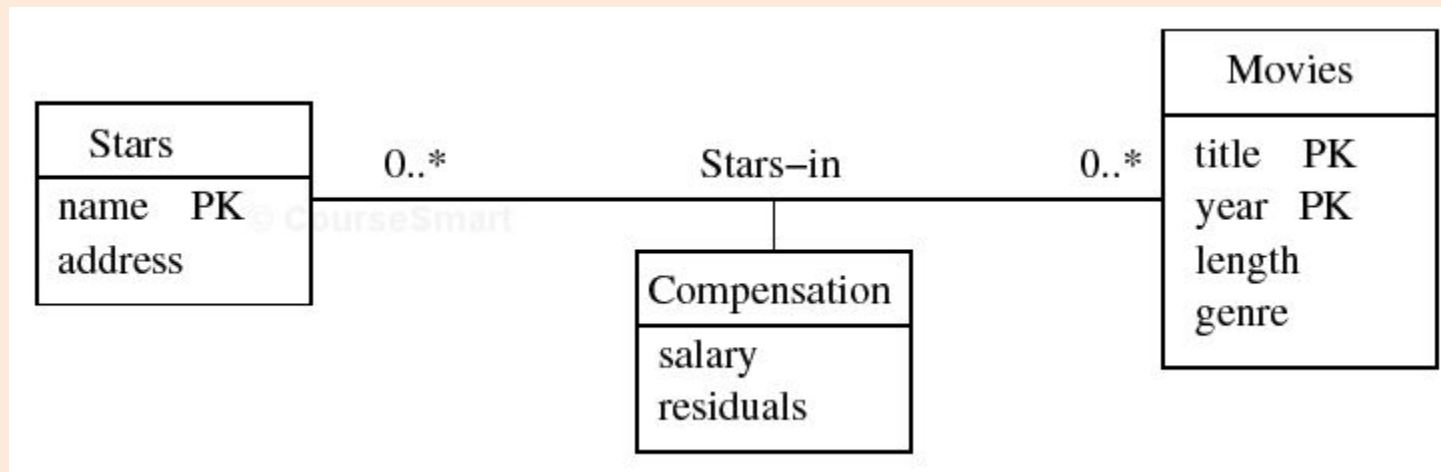 Stars
name PK
address
0..*
Stars–in
0..*
Compensation
salary
residuals
Movies
title PK
year PK
length
genre
© CourseSmart